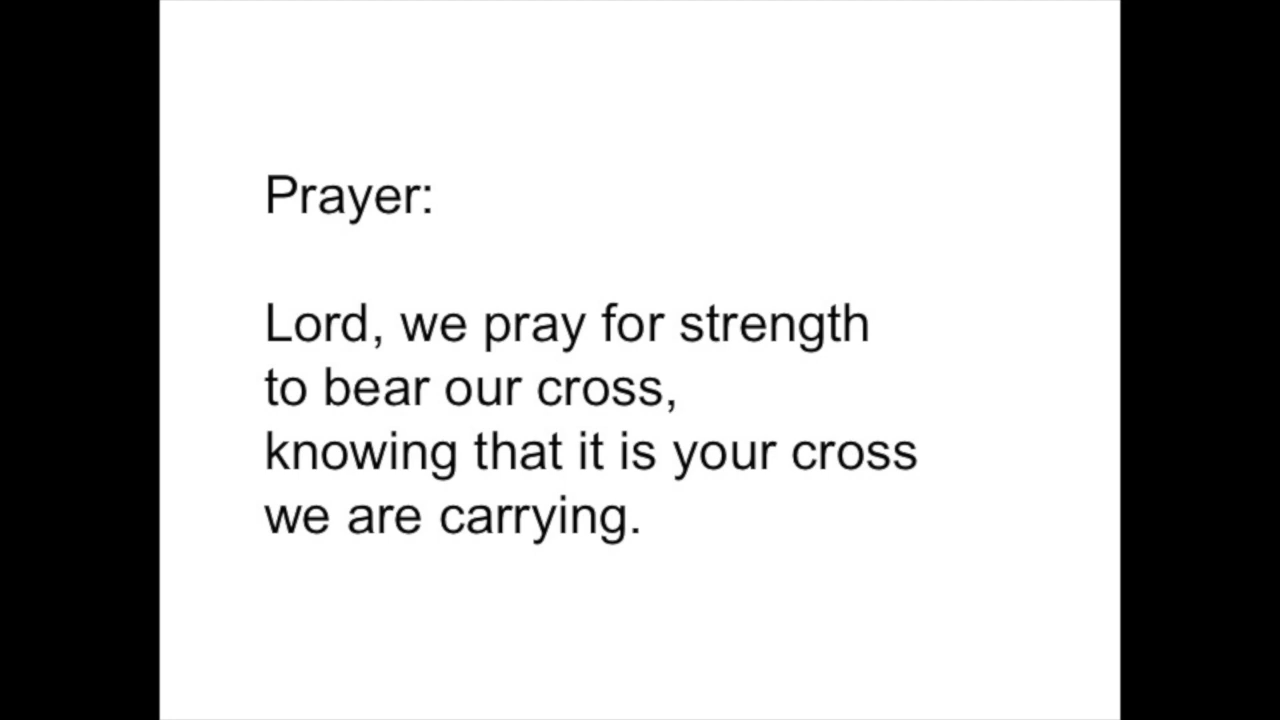 Prayer:
Lord, we pray for strength
to bear our cross,
knowing that it is your cross
we are carrying.